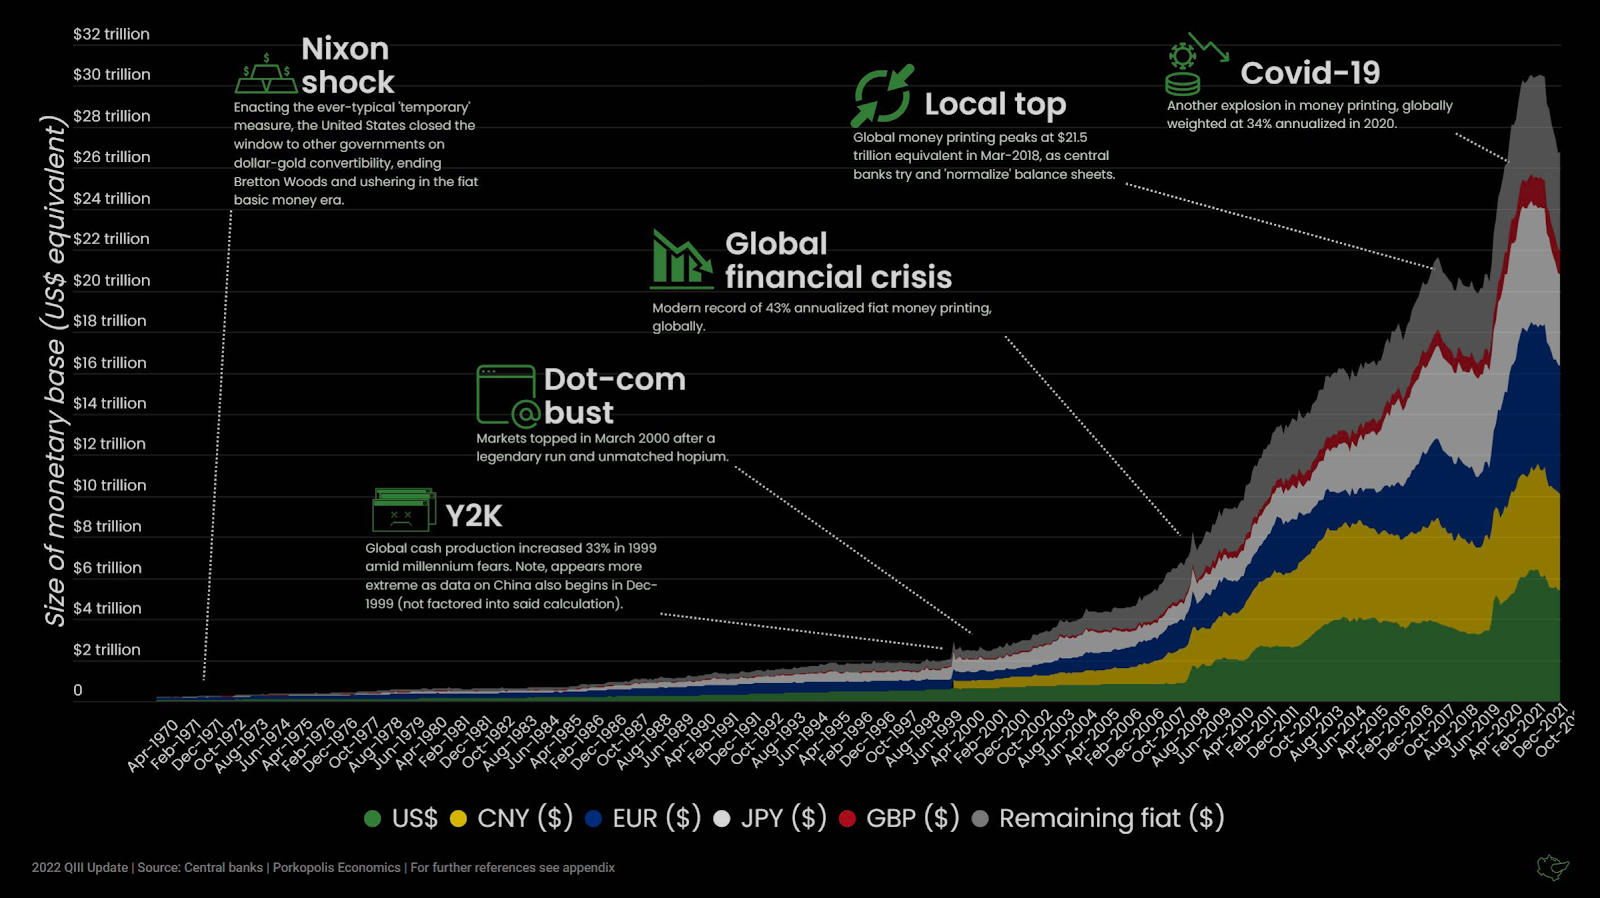 $32 trillion
$30 trillion
$28 trillion
$26 trillion
$24 trillion
$22 trillion
$20 trillion
$18 trillion
$16 trillion
$14 trillion
$12 trillion
$10 trillion
$8 trillion
$6 trillion
$4 trillion
$2 trillion
0
Size of monetary base (US$ equivalent)
Nixon
shock
Enacting the ever-typical 'temporary'
measure, the United States closed the
window to other governments on
dollar-gold convertibility, ending
Bretton Woods and ushering in the fiat
basic money era.
Local top
Global money printing peaks at $21.5
trillion equivalent in Mar-2018, as central
banks try and 'normalize' balance sheets.
Covid-19
Another explosion in money printing, globally
weighted at 34% annualized in 2020.
Global
financial crisis
Modern record of 43% annualized fiat money printing,
globally.
Dot-com
bust
Markets topped in March 2000 after a
legendary run and unmatched hopium.
Y2K
Global cash production increased 33% in 1999
amid millennium fears. Note, appears more
extreme as data on China also begins in Dec-
1999 (not factored into said calculation).
Apr-1970
Feb-1971
Dec-1971
Oct-1972
Aug-1973
Jun-1974
Apr-1975
Feb-1976
Dec-1976
Oct-1977
Aug-1978
Jun-1979
Apr-1980
Feb-1981
Dec-1981
Oct-1982
Aug-1983
Jun-1984
Apr-1985
Feb-1986
Dec-1986
Oct-1987
Aug-1988
Jun-1989
Apr-1990
Feb-1991
Dec-1991
Oct-1992
Aug-1993
Jun-1994
Apr-1995
Feb-1996
Dec-1996
Oct-1997
Aug-1998
Jun-1999
Apr-2000
Feb-2001
Dec-2001
Oct-2002
Aug-2003
Jun-2004
Apr-2005
Feb-2006
Dec-2006
Oct-2007
Aug-2008
Jun-2009
Apr-2010
Feb-2011
Dec-2011
Oct-2012
Aug-2013
Jun-2014
Apr-2015
Feb-2016
Dec-2016
Oct-2017
Aug-2018
Jun-2019
Apr-2020
Feb-2021
Dec-2021
Oct-20
US$
CNY ($)
EUR ($)
JPY ($)
GBP ($)
Remaining fiat ($)
2022 QIII Update | Source: Central banks | Porkopolis Economics | For further references see appendix